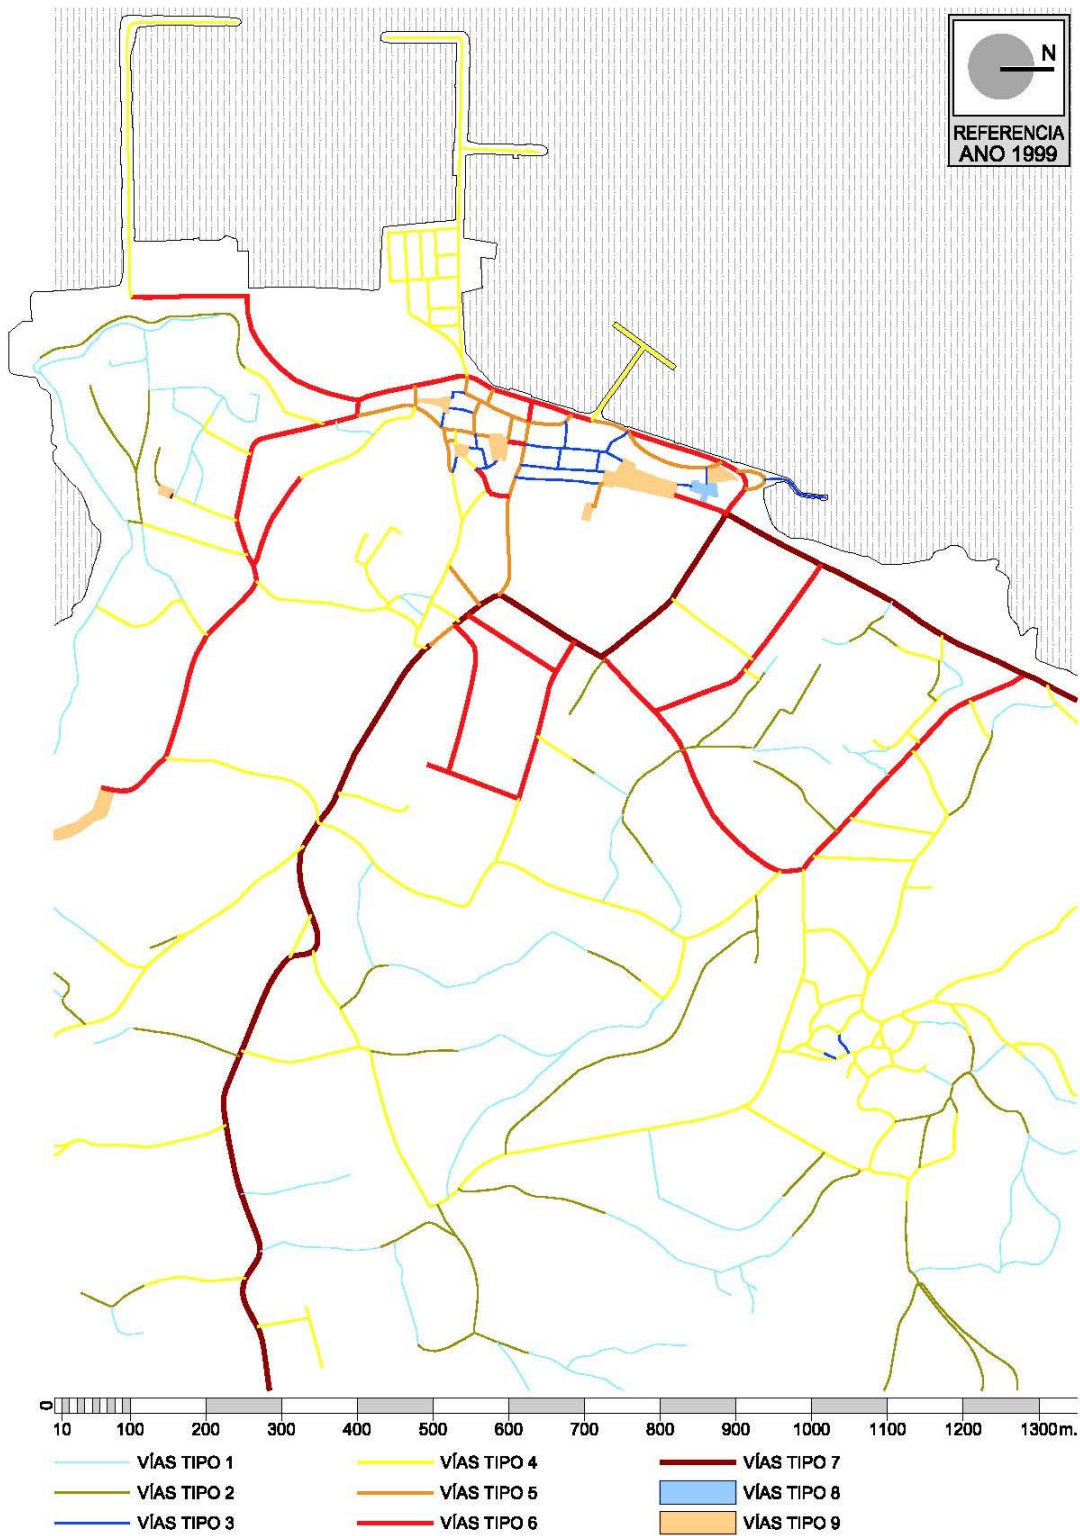 N
REFERENCIA
ANO 1999
0
10 100 200 300 400 500 600 700 800 900 1000 1100 1200 1300m.
VÍAS TIPO 1 VÍAS TIPO 4 VÍAS TIPO 7
VÍAS TIPO 2 VÍAS TIPO 5 VÍAS TIPO 8
VÍAS TIPO 3 VÍAS TIPO 6 VÍAS TIPO 9